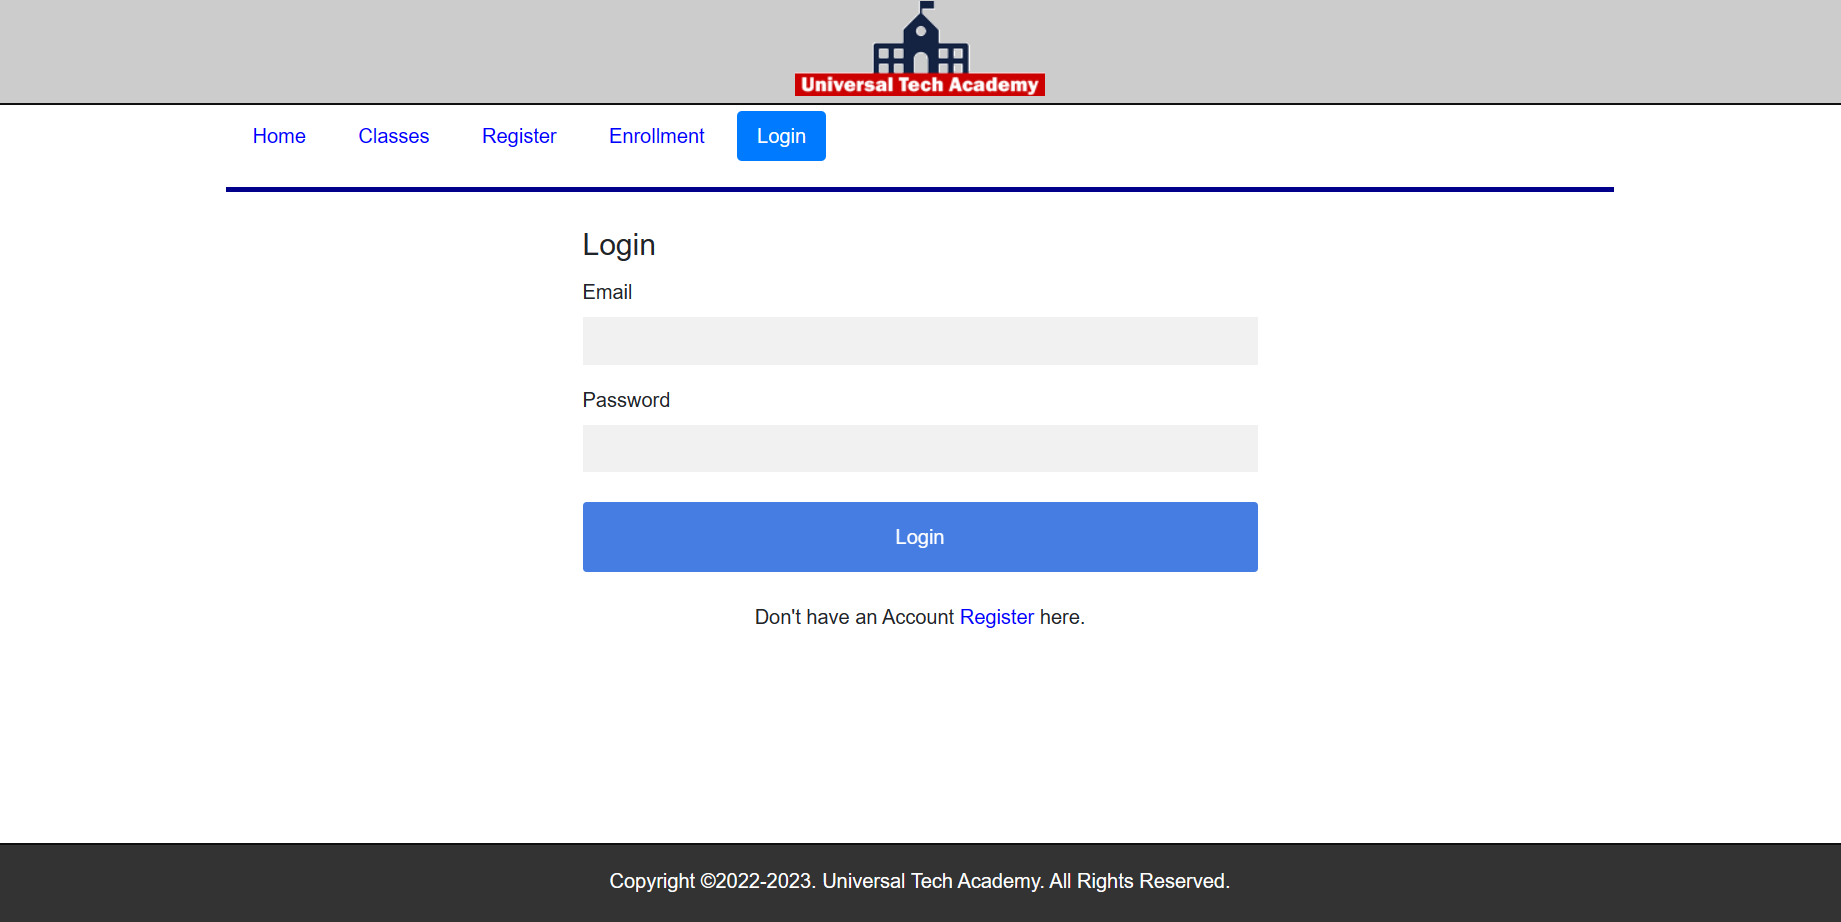 Universal Tech Academy
Home Classes Register Enrollment Login
Login
Email
Password
Login
Don't have an Account Register here.
Copyright ©2022-2023. Universal Tech Academy. All Rights Reserved.